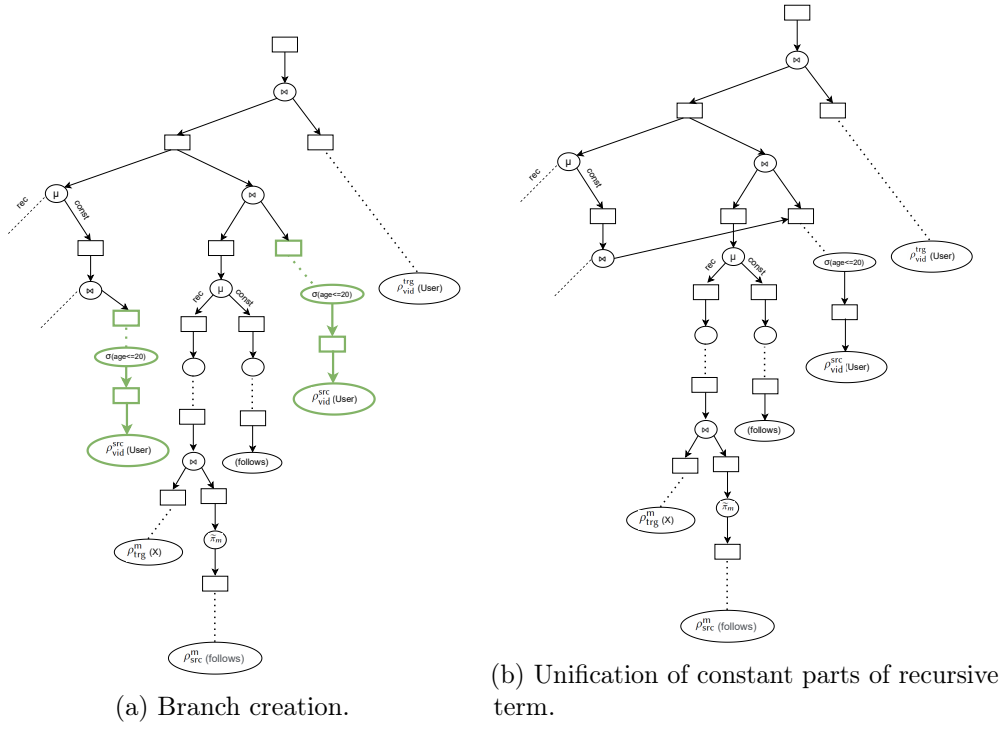 ⋈
rec
μ
const
⋈
⋈
rec
μ
const
σ(age<=20)
ρ^trg_vid (User)
σ(age<=20)
ρ^src_vid (User)
ρ^src_vid (User)
⋈
(follows)
π̃_m
ρ^m_trg (X)
ρ^m_src (follows)
(a) Branch creation.
⋈
rec
μ
const
⋈
⋈
rec
μ
const
σ(age<=20)
ρ^trg_vid (User)
ρ^src_vid (User)
⋈
(follows)
π̃_m
ρ^m_trg (X)
ρ^m_src (follows)
(b) Unification of constant parts of recursive
term.